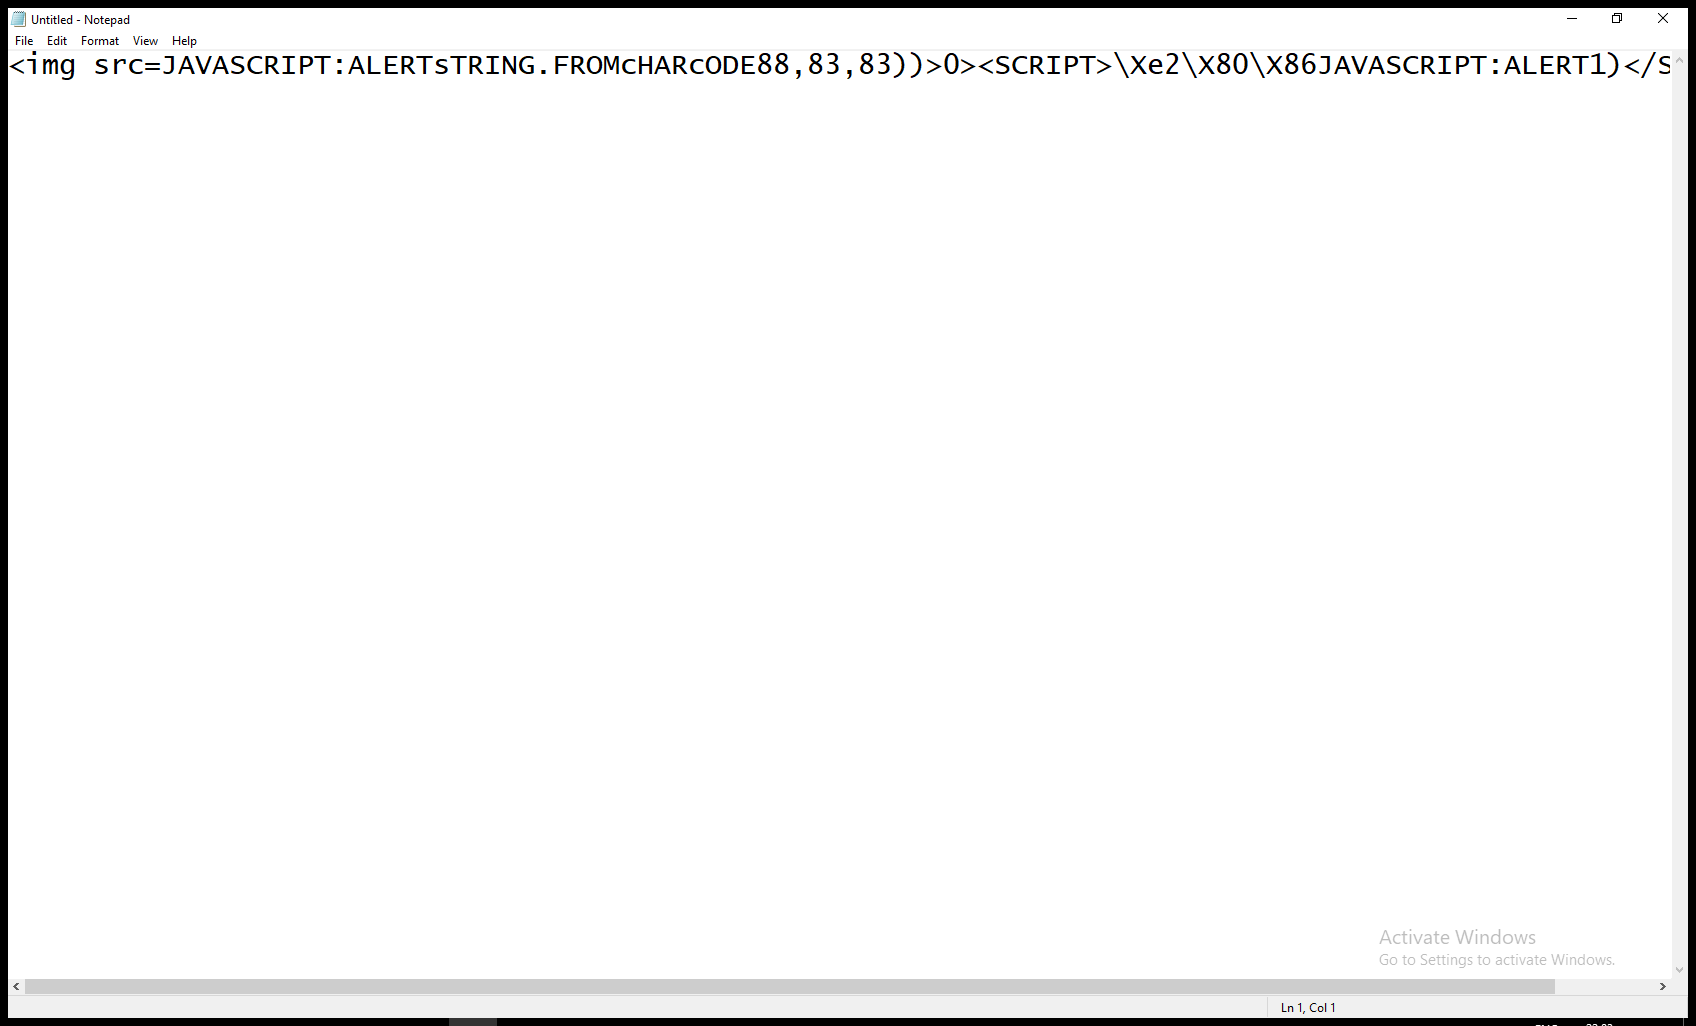 Untitled - Notepad
File Edit Format View Help
<img src=JAVASCRIPT:ALERTsTRING.FROMcHARcODE88,83,83))>0><SCRIPT>\Xe2\X80\X86JAVASCRIPT:ALERT1)</S
Activate Windows
Go to Settings to activate Windows.
Ln 1, Col 1